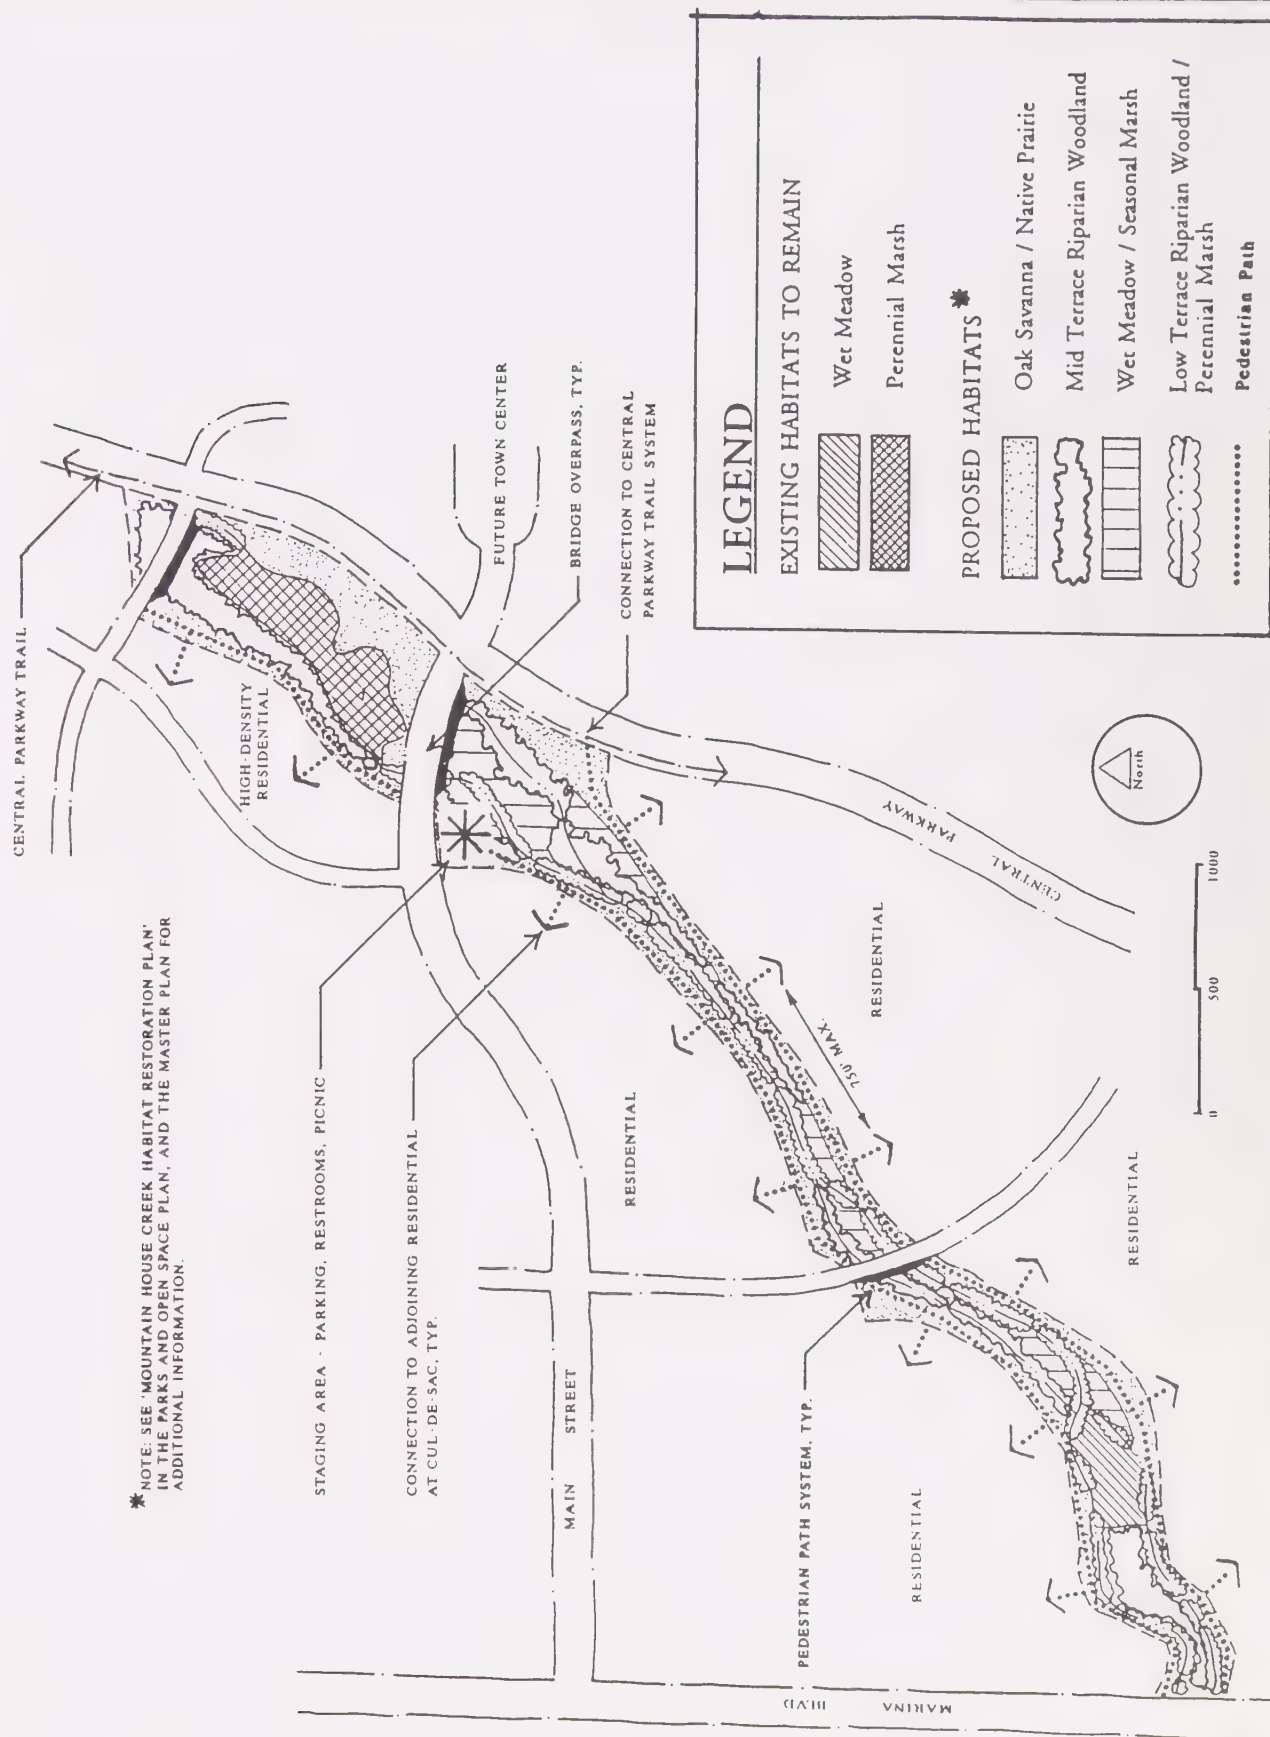 CENTRAL PARKWAY TRAIL
*NOTE: SEE 'MOUNTAIN HOUSE CREEK HABITAT RESTORATION PLAN'
IN THE PARKS AND OPEN SPACE PLAN, AND THE MASTER PLAN FOR
ADDITIONAL INFORMATION.
HIGH-DENSITY
RESIDENTIAL
STAGING AREA - PARKING, RESTROOMS, PICNIC
CONNECTION TO ADJOINING RESIDENTIAL
AT CUL-DE-SAC, TYP.
FUTURE TOWN CENTER
BRIDGE OVERPASS, TYP.
CONNECTION TO CENTRAL
PARKWAY TRAIL SYSTEM
MAIN STREET
RESIDENTIAL
PEDESTRIAN PATH SYSTEM, TYP.
RESIDENTIAL
750' MAX.
RESIDENTIAL
CENTRAL PARKWAY
RESIDENTIAL
MARINA BLVD
0 500 1000
North
LEGEND
EXISTING HABITATS TO REMAIN
Wet Meadow
Perennial Marsh
PROPOSED HABITATS *
Oak Savanna / Native Prairie
Mid Terrace Riparian Woodland
Wet Meadow / Seasonal Marsh
Low Terrace Riparian Woodland /
Perennial Marsh
Pedestrian Path